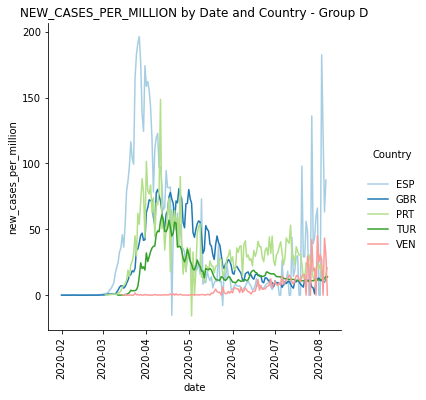 NEW_CASES_PER_MILLION by Date and Country - Group D
new_cases_per_million
200
150
100
50
0
2020-02
2020-03
2020-04
2020-05
2020-06
2020-07
2020-08
date
Country
ESP
GBR
PRT
TUR
VEN